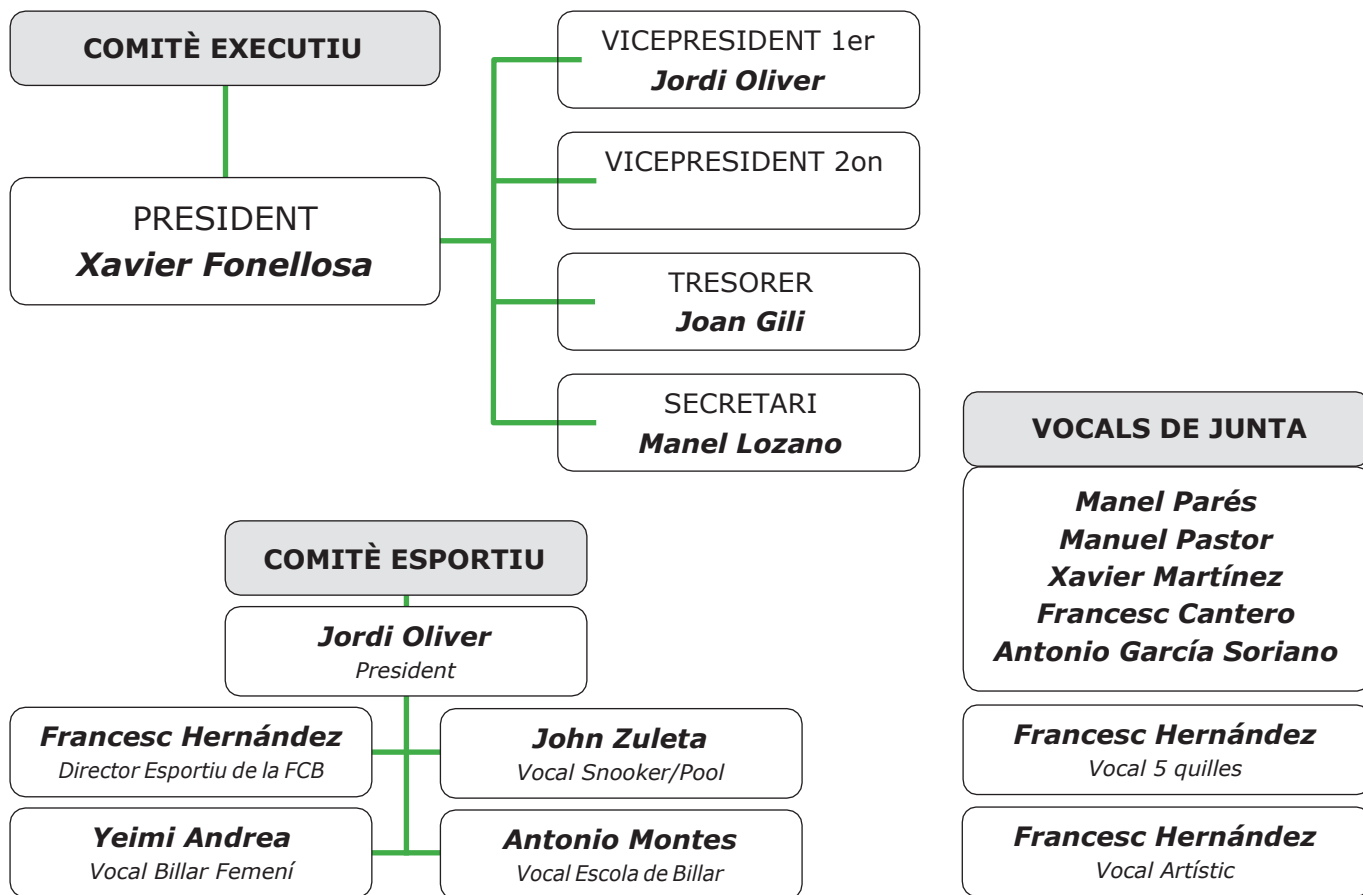 COMITÈ EXECUTIU
PRESIDENT
Xavier Fonellosa
VICEPRESIDENT 1er
Jordi Oliver
VICEPRESIDENT 2on
TRESORER
Joan Gili
SECRETARI
Manel Lozano
COMITÈ ESPORTIU
Jordi Oliver
President
Francesc Hernández
Director Esportiu de la FCB
John Zuleta
Vocal Snooker/Pool
Yeimi Andrea
Vocal Billar Femení
Antonio Montes
Vocal Escola de Billar
VOCALS DE JUNTA
Manel Parés
Manuel Pastor
Xavier Martínez
Francesc Cantero
Antonio García Soriano
Francesc Hernández
Vocal 5 quilles
Francesc Hernández
Vocal Artístic